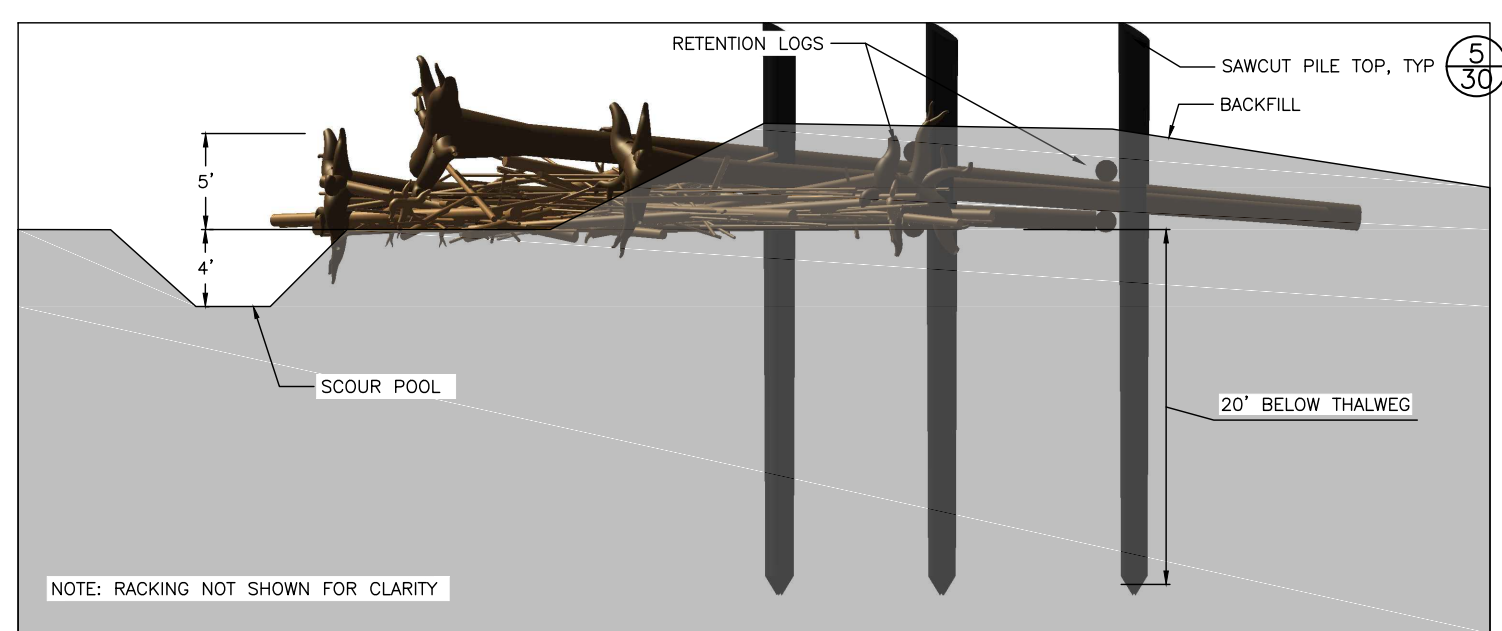 RETENTION LOGS
SAWCUT PILE TOP, TYP
5
30
BACKFILL
5'
4'
SCOUR POOL
20' BELOW THALWEG
NOTE: RACKING NOT SHOWN FOR CLARITY